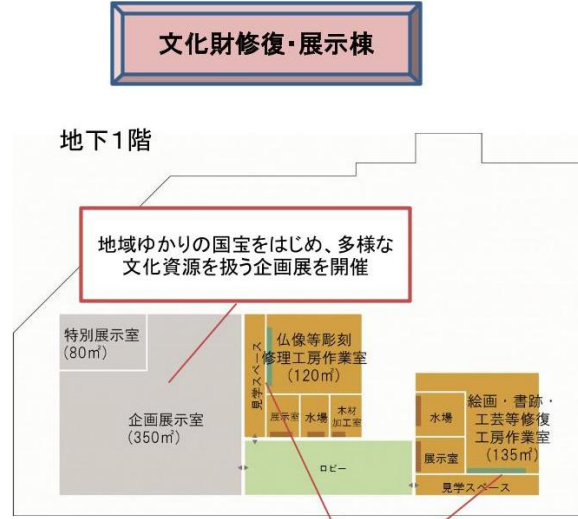 文化財修復・展示棟
地下1階
地域ゆかりの国宝をはじめ、多様な
文化資源を扱う企画展を開催
特別展示室
(80㎡)
企画展示室
(350㎡)
見学スペース
仏像等彫刻
修理工房作業室
(120㎡)
展示室
水場
木材
加工室
ロビー
水場
展示室
絵画・書跡・
工芸等修復
工房作業室
(135㎡)
見学スペース